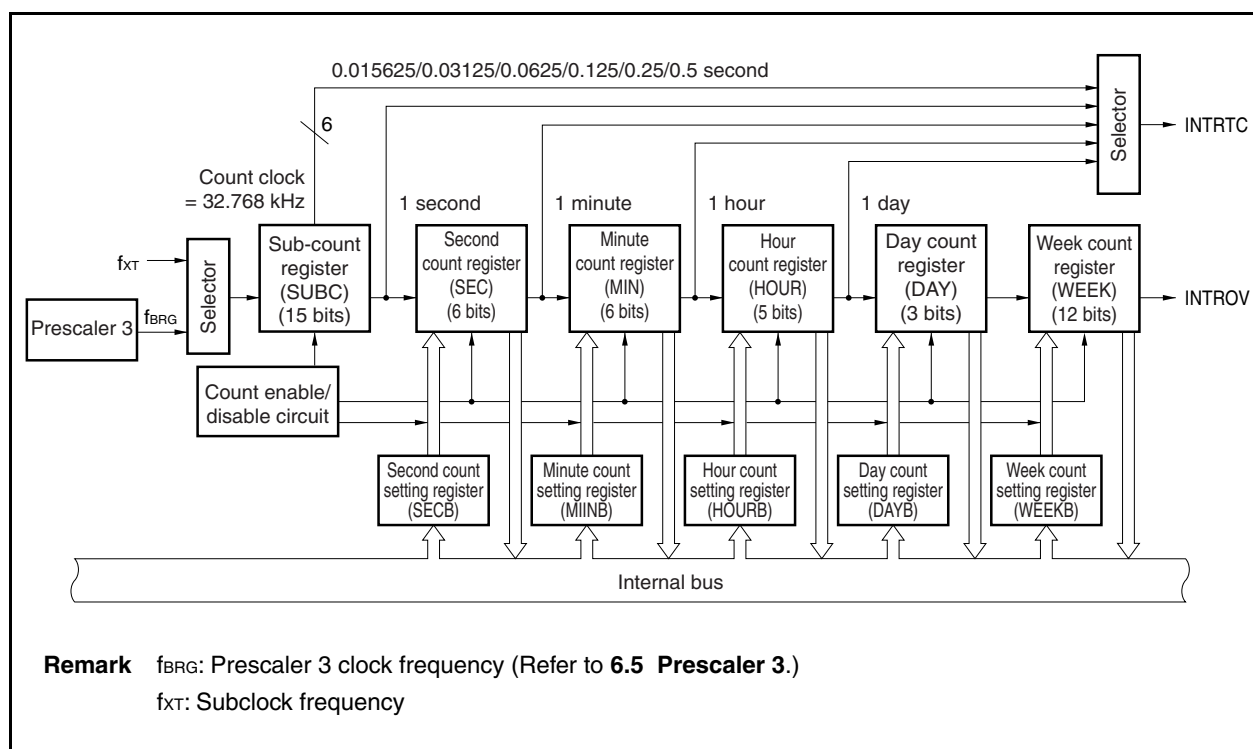 0.015625/0.03125/0.0625/0.125/0.25/0.5 second
6
Selector
INTRTC
Count clock
= 32.768 kHz
1 second
1 minute
1 hour
1 day
fXT
Prescaler 3
fBRG
Selector
Sub-count
register
(SUBC)
(15 bits)
Second
count register
(SEC)
(6 bits)
Minute
count register
(MIN)
(6 bits)
Hour
count register
(HOUR)
(5 bits)
Day count
register
(DAY)
(3 bits)
Week count
register
(WEEK)
(12 bits)
INTROV
Count enable/
disable circuit
Second count
setting register
(SECB)
Minute count
setting register
(MIINB)
Hour count
setting register
(HOURB)
Day count
setting register
(DAYB)
Week count
setting register
(WEEKB)
Internal bus
Remark fBRG: Prescaler 3 clock frequency (Refer to 6.5 Prescaler 3.)
fXT: Subclock frequency